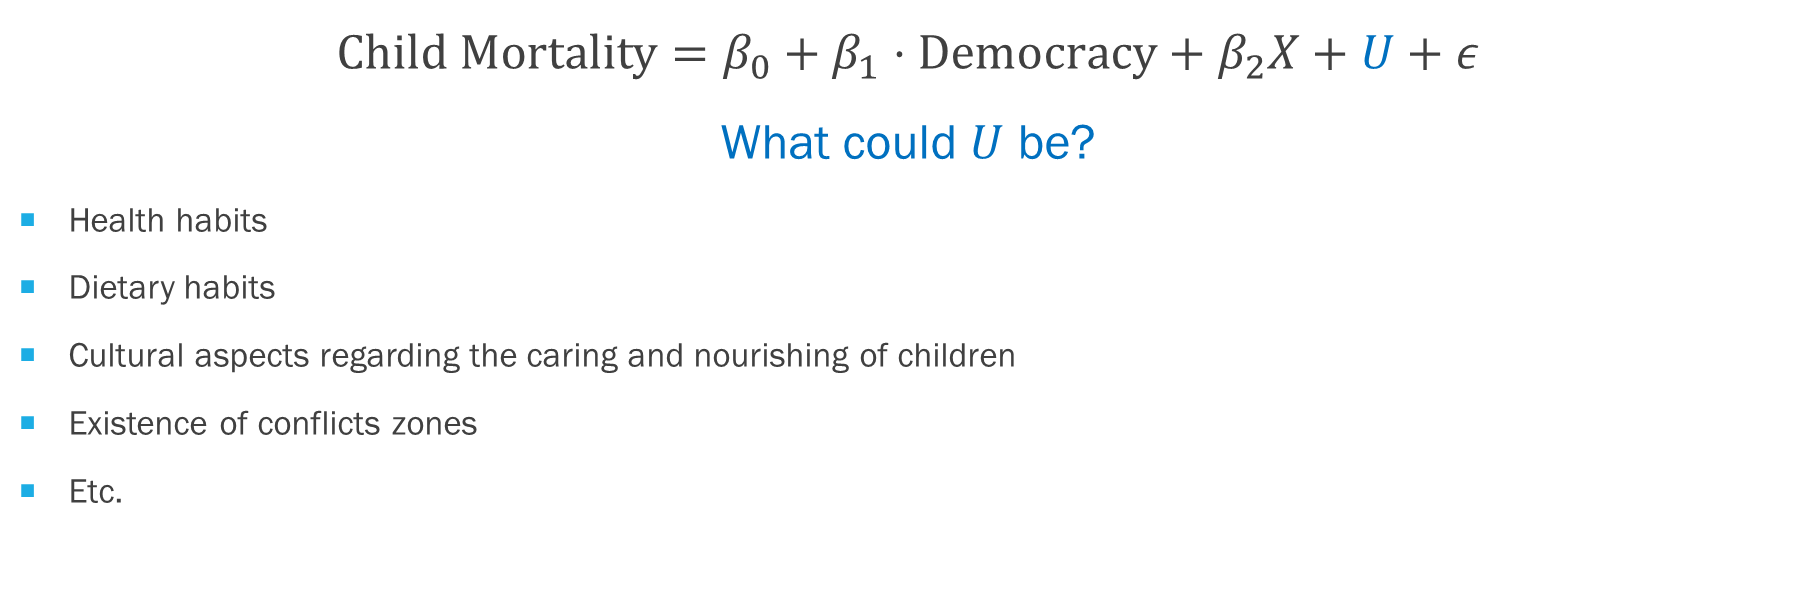 Child Mortality = β₀ + β₁ · Democracy + β₂X + U + ϵ
What could U be?
▪ Health habits
▪ Dietary habits
▪ Cultural aspects regarding the caring and nourishing of children
▪ Existence of conflicts zones
▪ Etc.